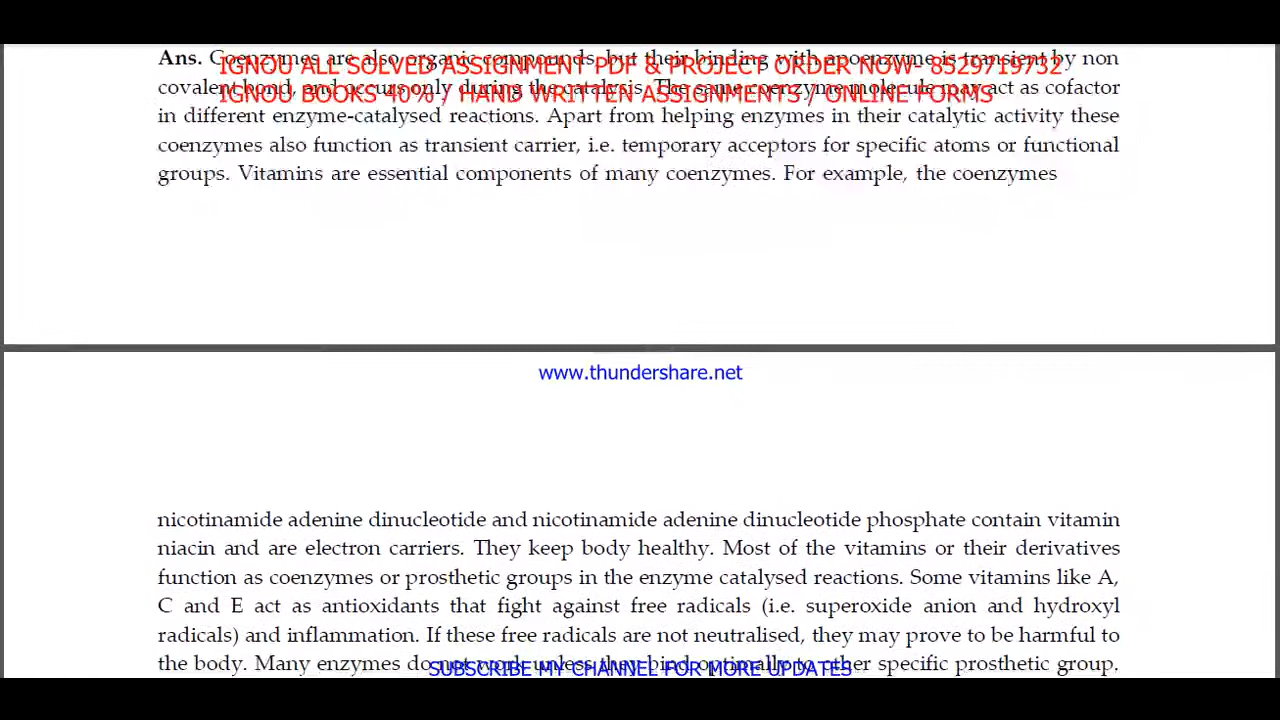 Ans. Coenzymes are also organic compounds, but their binding with apoenzyme is transient by non
IGNOU ALL SOLVED ASSIGNMENT PDF & PROJECT ORDER NOW- 8529719732
covalent bond, and occurs only during the catalysis. The same coenzyme molecule may act as cofactor
IGNOU BOOKS 40% / HAND WRITTEN ASSIGNMENTS / ONLINE FORMS
in different enzyme-catalysed reactions. Apart from helping enzymes in their catalytic activity these
coenzymes also function as transient carrier, i.e. temporary acceptors for specific atoms or functional
groups. Vitamins are essential components of many coenzymes. For example, the coenzymes
www.thundershare.net
nicotinamide adenine dinucleotide and nicotinamide adenine dinucleotide phosphate contain vitamin
niacin and are electron carriers. They keep body healthy. Most of the vitamins or their derivatives
function as coenzymes or prosthetic groups in the enzyme catalysed reactions. Some vitamins like A,
C and E act as antioxidants that fight against free radicals (i.e. superoxide anion and hydroxyl
radicals) and inflammation. If these free radicals are not neutralised, they may prove to be harmful to
the body. Many enzymes do not work unless they bind optimally to other specific prosthetic group,
SUBSCRIBE MY CHANNEL FOR MORE UPDATES